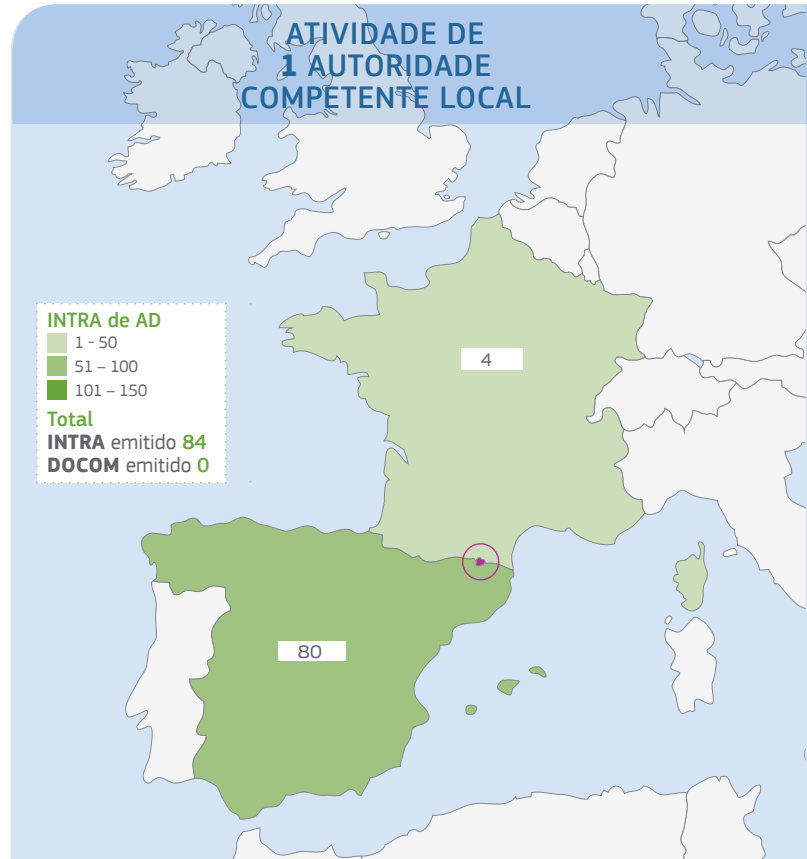 ATIVIDADE DE
1 AUTORIDADE
COMPETENTE LOCAL
INTRA de AD
1 - 50
51 – 100
101 – 150
Total
INTRA emitido 84
DOCOM emitido 0
4
80